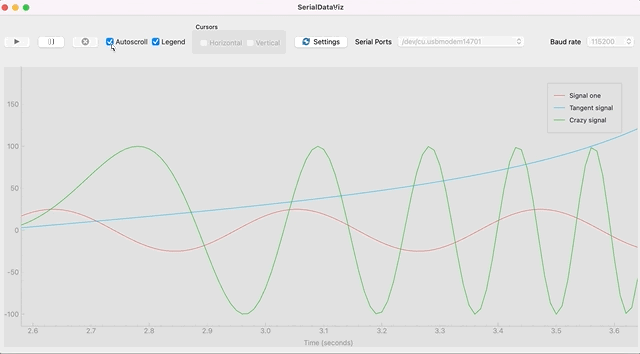 SerialDataViz
Cursors
Autoscroll Legend Horizontal Vertical Settings Serial Ports /dev/cu.usbmodem14701 Baud rate 115200
Signal one
Tangent signal
Crazy signal
150
100
50
0
-50
-100
2.6 2.7 2.8 2.9 3.0 3.1 3.2 3.3 3.4 3.5 3.6
Time (seconds)